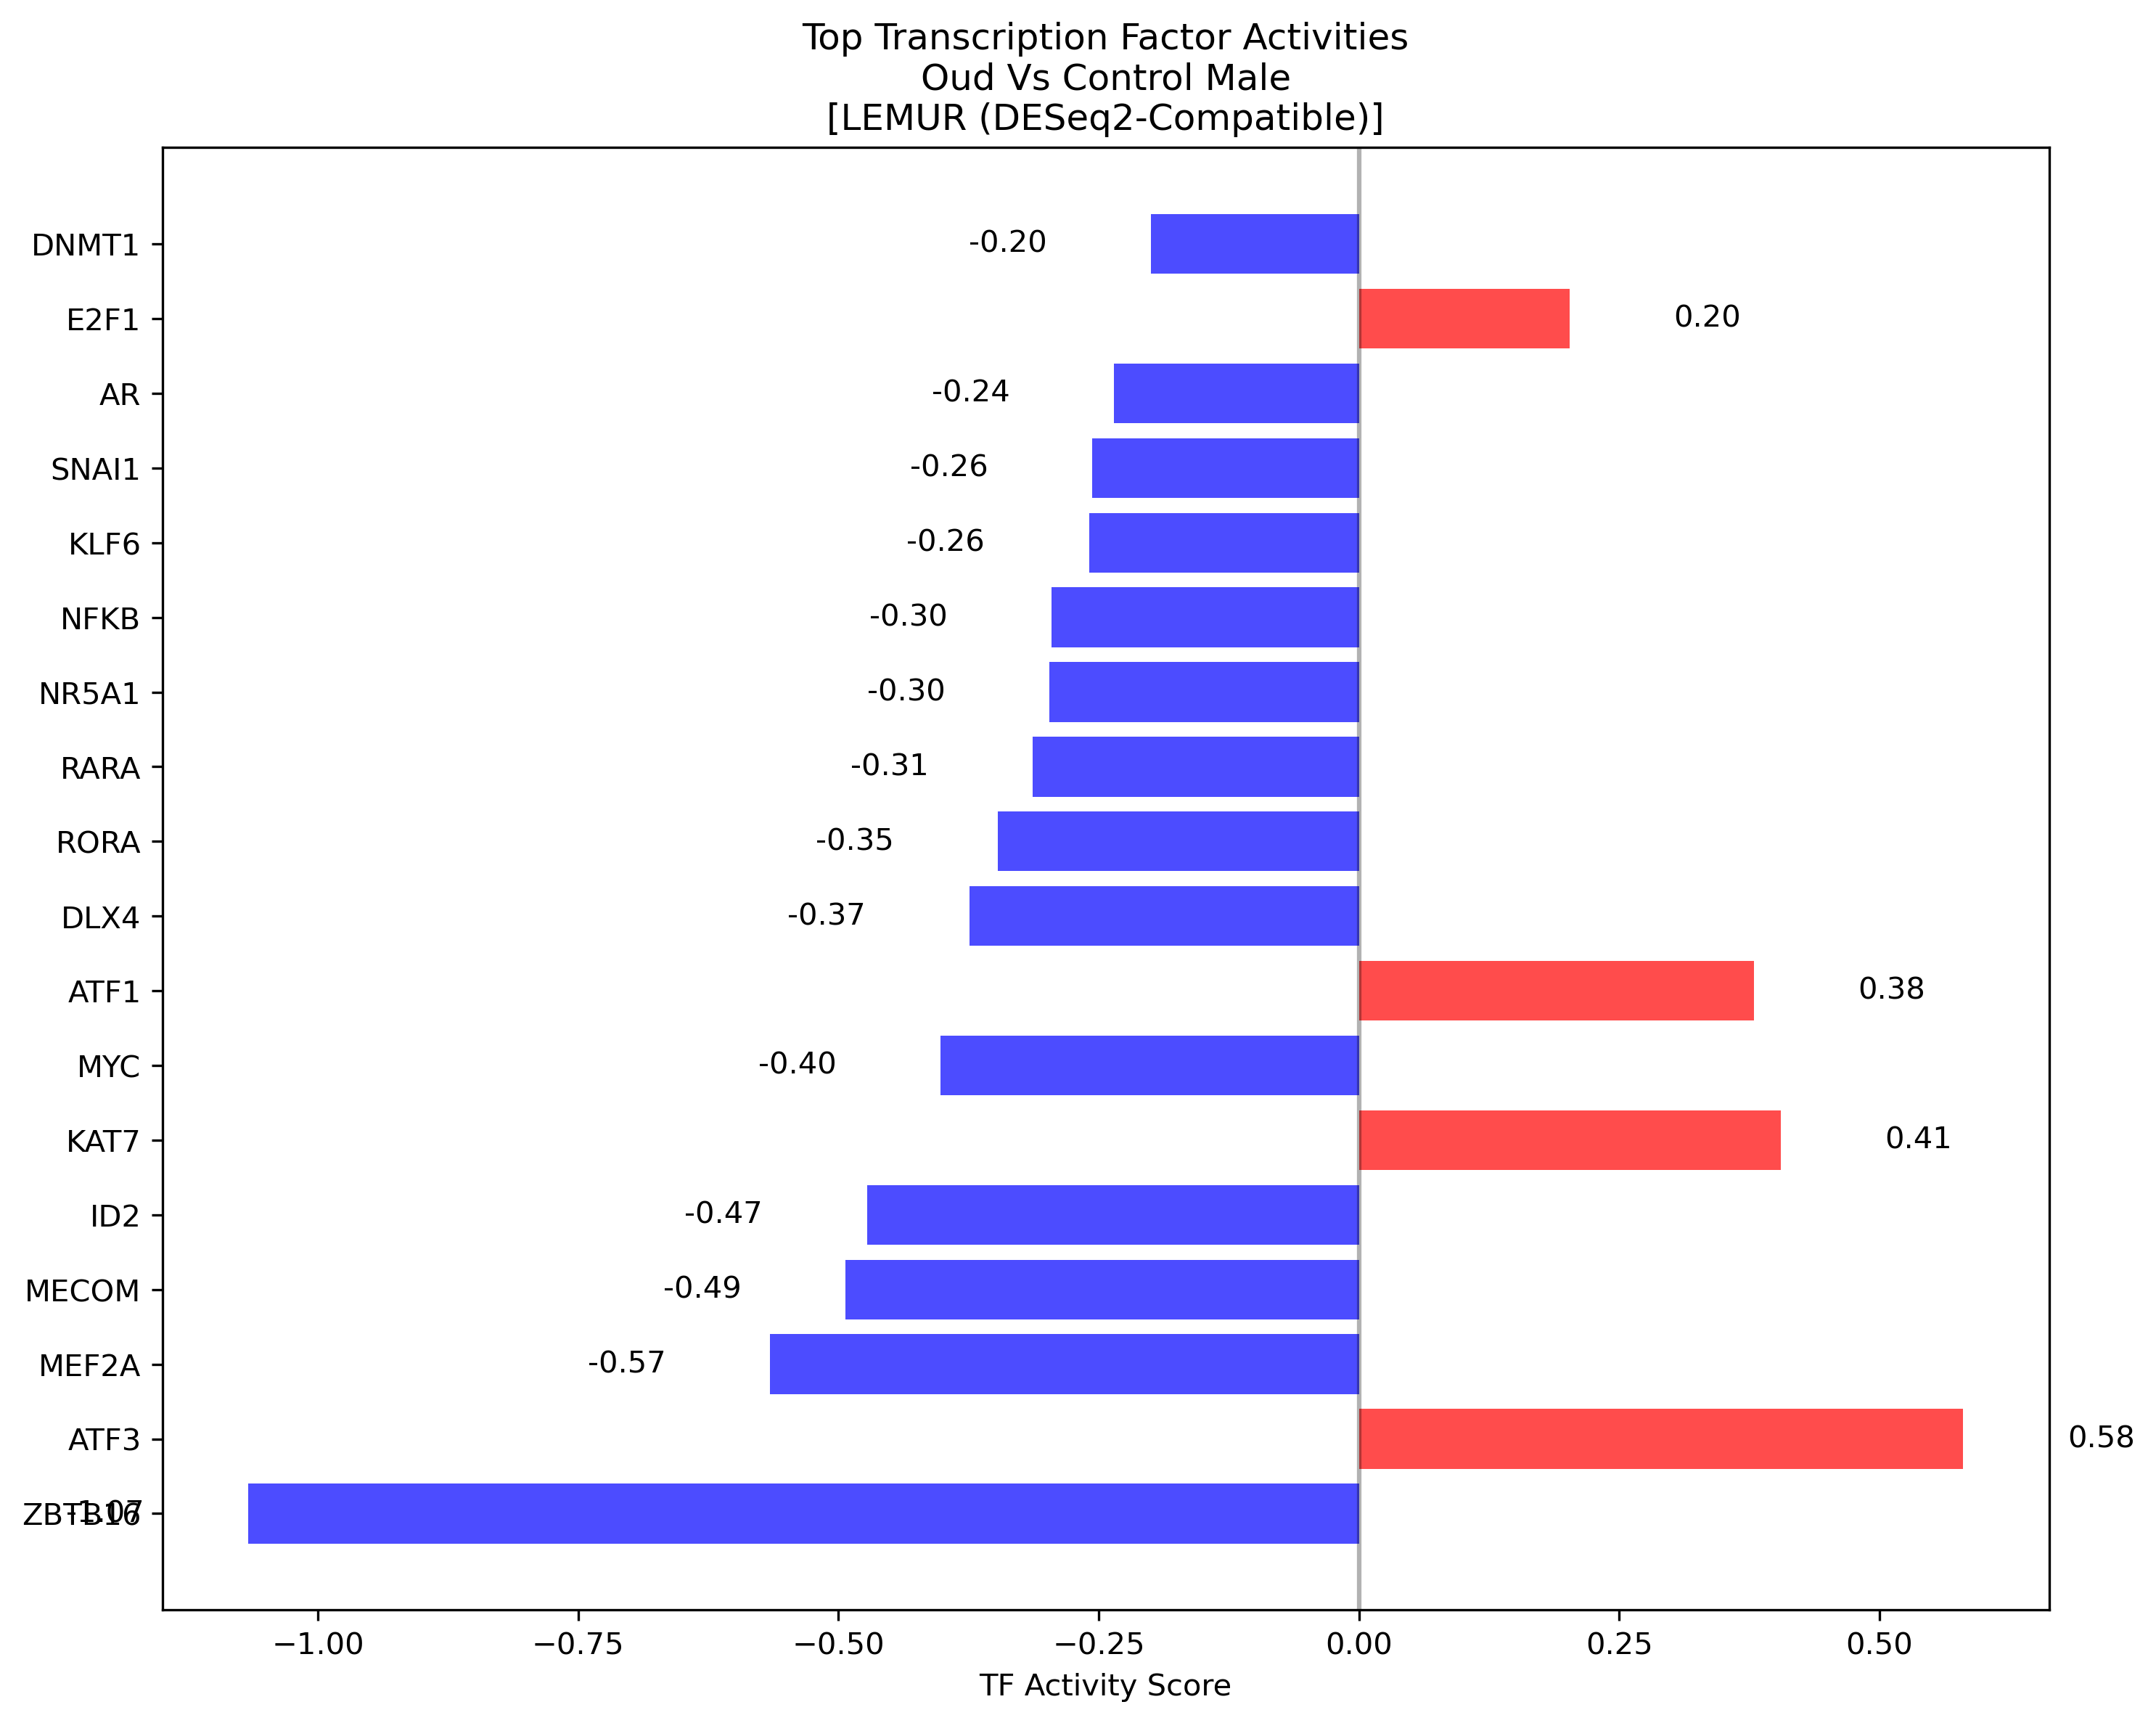 Top Transcription Factor Activities
Oud Vs Control Male
[LEMUR (DESeq2-Compatible)]
DNMT1 -0.20
E2F1 0.20
AR -0.24
SNAI1 -0.26
KLF6 -0.26
NFKB -0.30
NR5A1 -0.30
RARA -0.31
RORA -0.35
DLX4 -0.37
ATF1 0.38
MYC -0.40
KAT7 0.41
ID2 -0.47
MECOM -0.49
MEF2A -0.57
ATF3 0.58
ZBTB16 -1.07
−1.00 −0.75 −0.50 −0.25 0.00 0.25 0.50
TF Activity Score